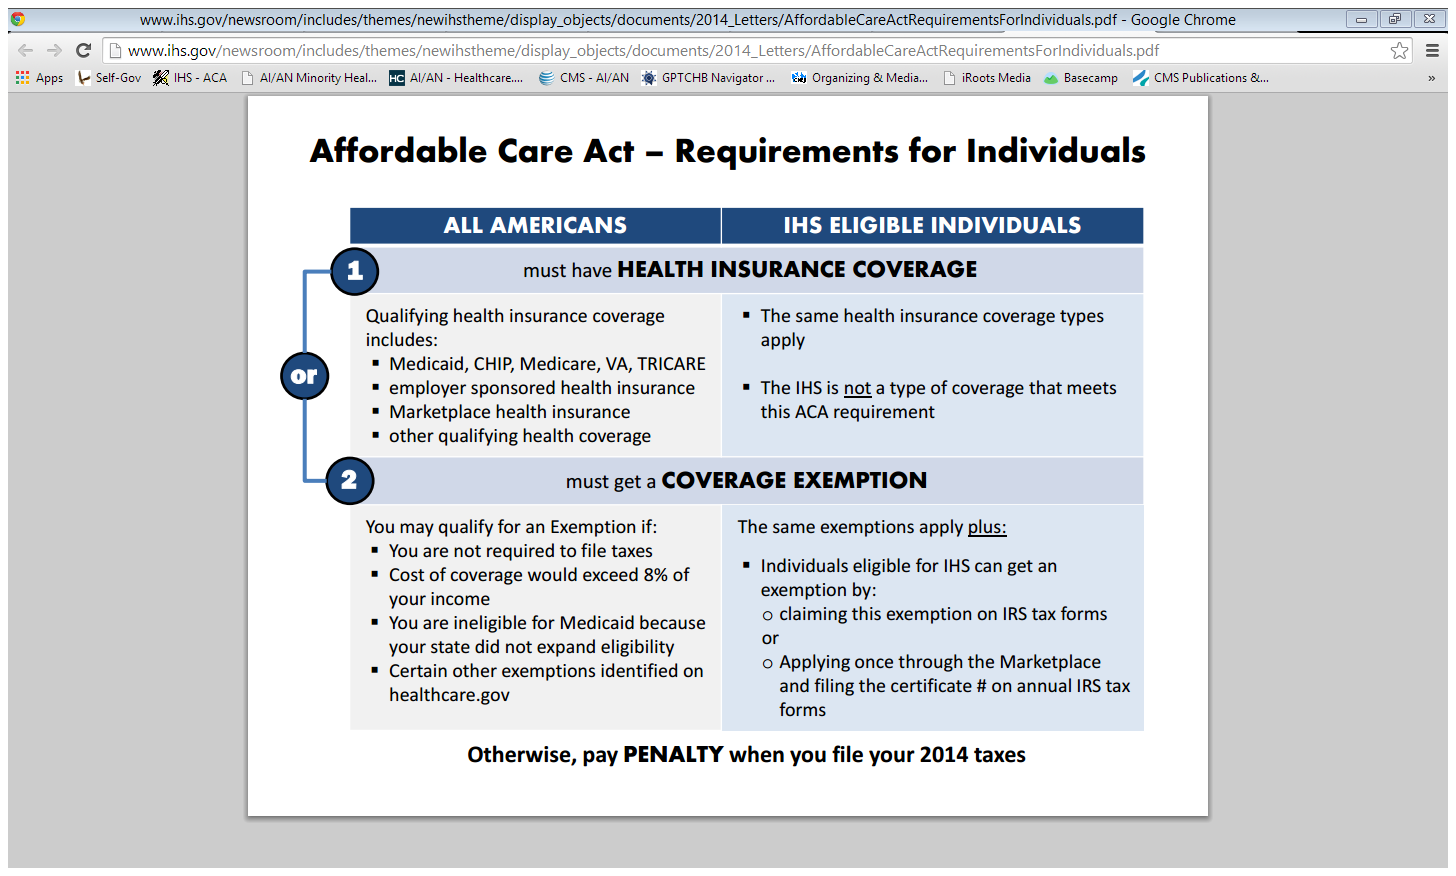 www.ihs.gov/newsroom/includes/themes/newihstheme/display_objects/documents/2014_Letters/AffordableCareActRequirementsForIndividuals.pdf - Google Chrome
www.ihs.gov/newsroom/includes/themes/newihstheme/display_objects/documents/2014_Letters/AffordableCareActRequirementsForIndividuals.pdf
Apps Self-Gov IHS - ACA AI/AN Minority Heal... HC AI/AN - Healthcare.... CMS - AI/AN GPTCHB Navigator ... Organizing & Media... iRoots Media Basecamp CMS Publications &... »
Affordable Care Act – Requirements for Individuals
ALL AMERICANS
IHS ELIGIBLE INDIVIDUALS
1
must have HEALTH INSURANCE COVERAGE
Qualifying health insurance coverage
includes:
▪ Medicaid, CHIP, Medicare, VA, TRICARE
▪ employer sponsored health insurance
▪ Marketplace health insurance
▪ other qualifying health coverage
▪ The same health insurance coverage types
apply
▪ The IHS is not a type of coverage that meets
this ACA requirement
or
2
must get a COVERAGE EXEMPTION
You may qualify for an Exemption if:
▪ You are not required to file taxes
▪ Cost of coverage would exceed 8% of
your income
▪ You are ineligible for Medicaid because
your state did not expand eligibility
▪ Certain other exemptions identified on
healthcare.gov
The same exemptions apply plus:
▪ Individuals eligible for IHS can get an
exemption by:
o claiming this exemption on IRS tax forms
or
o Applying once through the Marketplace
and filing the certificate # on annual IRS tax
forms
Otherwise, pay PENALTY when you file your 2014 taxes